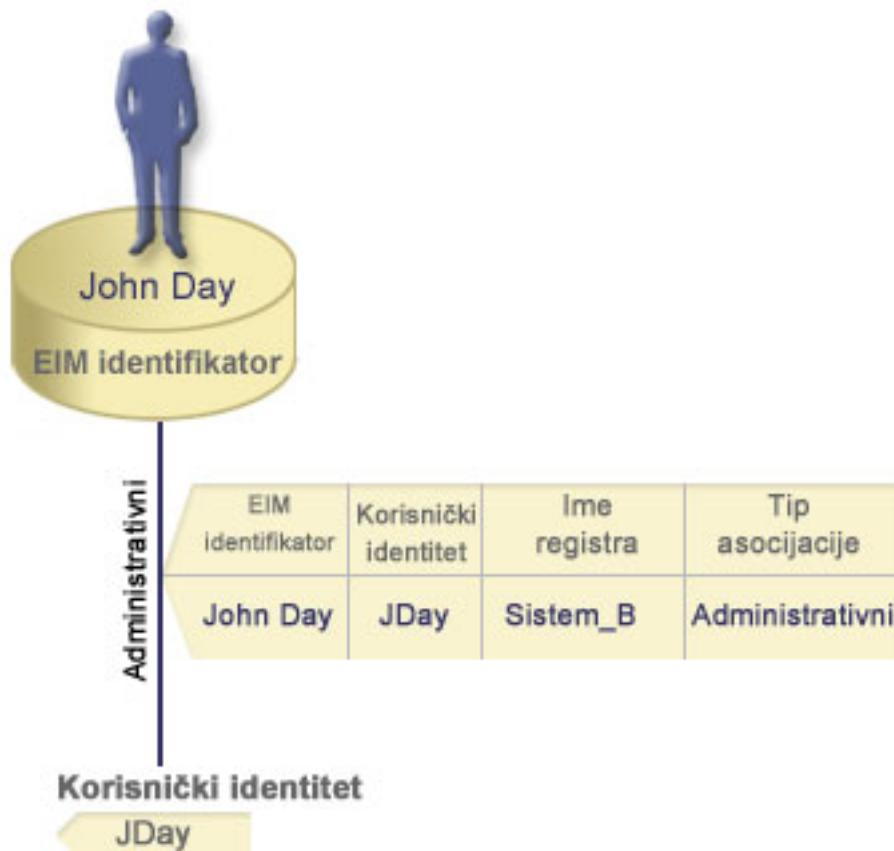 John Day
EIM identifikator
Administrativni
EIM identifikator
Korisnički identitet
Ime registra
Tip asocijacije
John Day
JDay
Sistem_B
Administrativni
Korisnički identitet
JDay